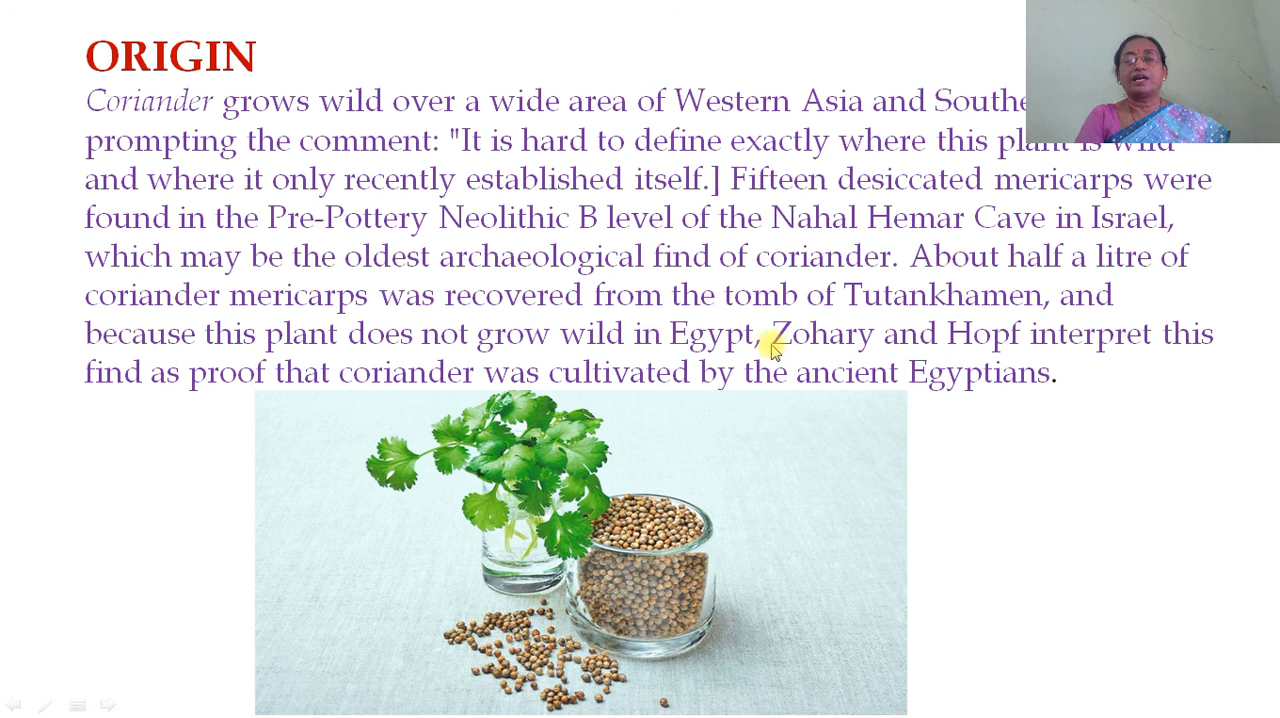 ORIGIN
Coriander grows wild over a wide area of Western Asia and
prompting the comment: "It is hard to define exactly where this plant is wild
and where it only recently established itself.] Fifteen desiccated mericarps were
found in the Pre-Pottery Neolithic B level of the Nahal Hemar Cave in Israel,
which may be the oldest archaeological find of coriander. About half a litre of
coriander mericarps was recovered from the tomb of Tutankhamen, and
because this plant does not grow wild in Egypt, Zohary and Hopf interpret this
find as proof that coriander was cultivated by the ancient Egyptians.